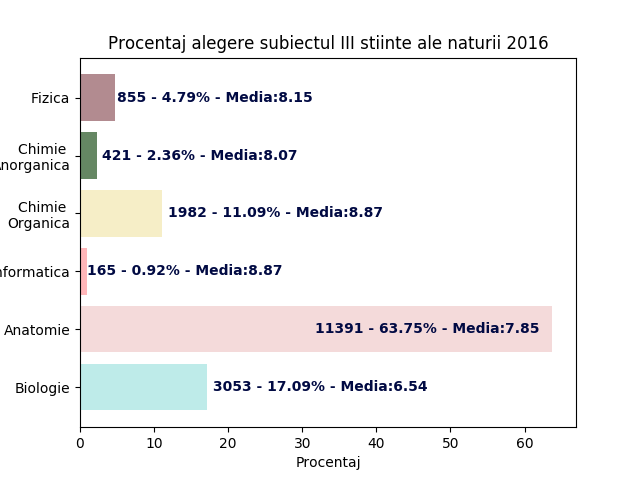 Procentaj alegere subiectul III stiinte ale naturii 2016
Fizica
855 - 4.79% - Media:8.15
Chimie
norganica
421 - 2.36% - Media:8.07
Chimie
Organica
1982 - 11.09% - Media:8.87
nformatica
165 - 0.92% - Media:8.87
Anatomie
11391 - 63.75% - Media:7.85
Biologie
3053 - 17.09% - Media:6.54
0 10 20 30 40 50 60
Procentaj